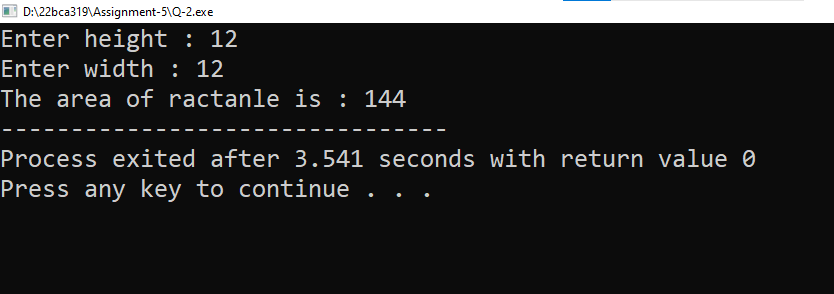 D:\22bca319\Assignment-5\Q-2.exe
Enter height : 12
Enter width : 12
The area of ractanle is : 144
--------------------------------
Process exited after 3.541 seconds with return value 0
Press any key to continue . . .